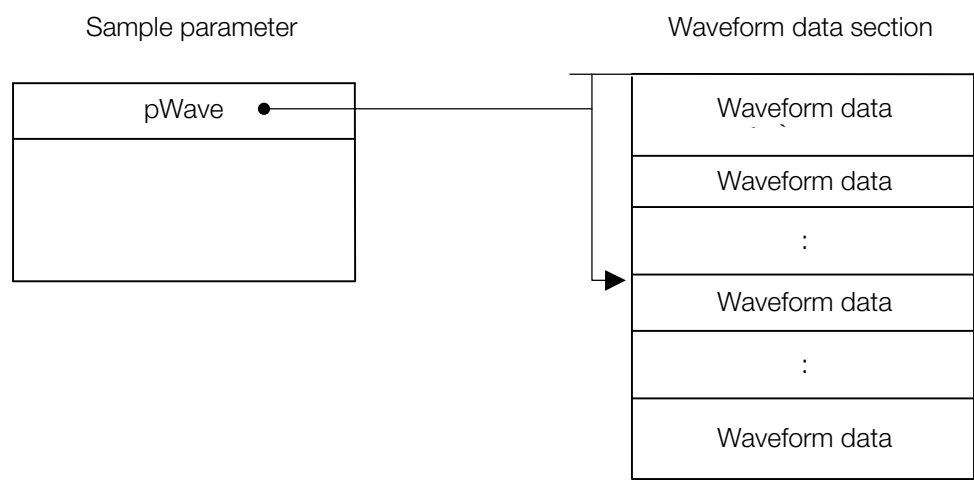 Sample parameter
Waveform data section
pWave
Waveform data
Waveform data
:
Waveform data
:
Waveform data